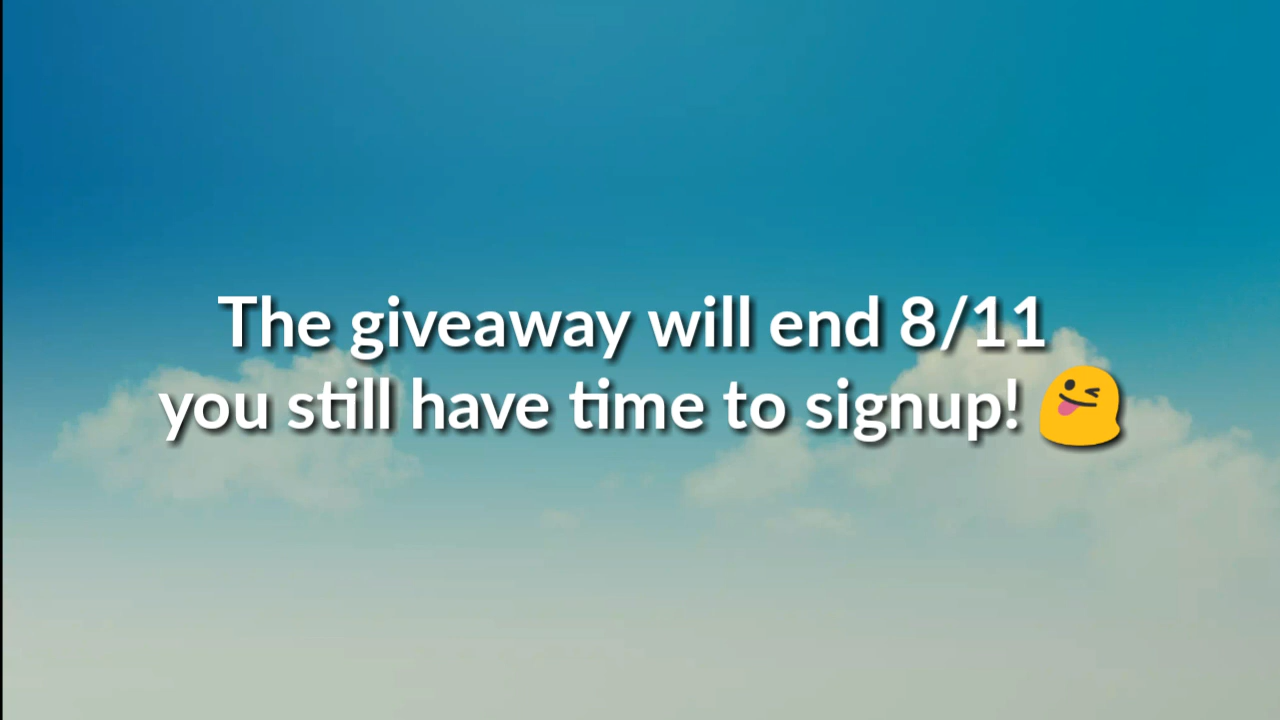 The giveaway will end 8/11
you still have time to signup! 😜